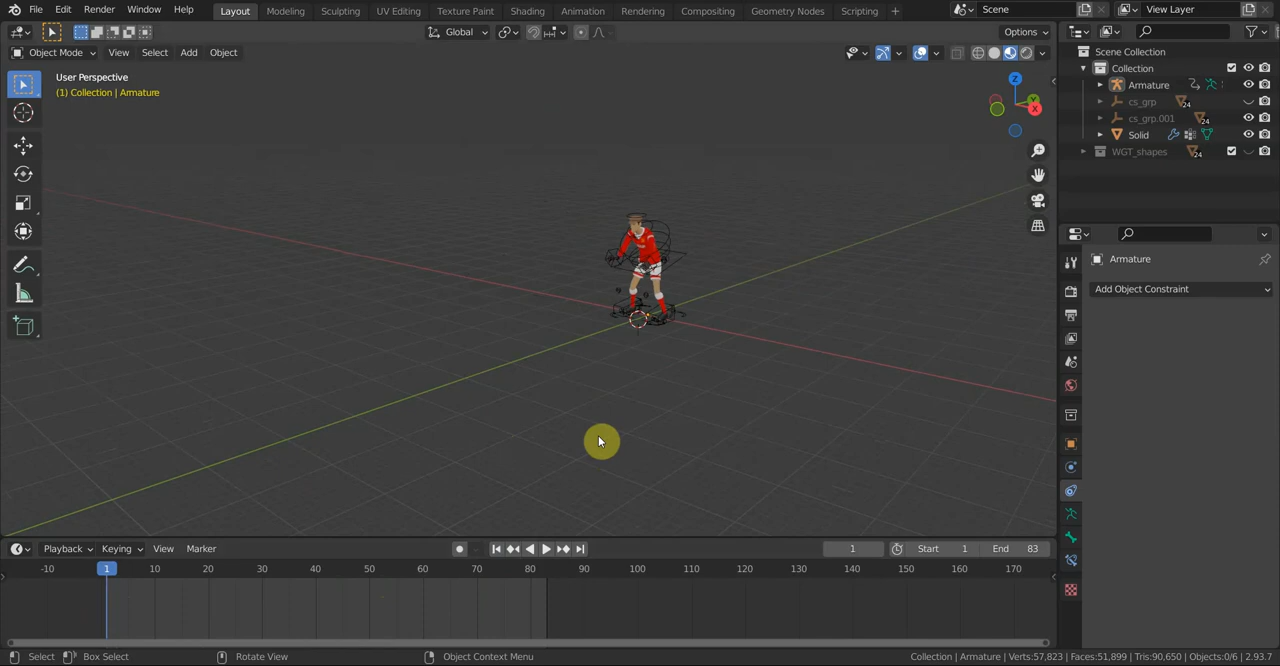 File Edit Render Window Help Layout Modeling Sculpting UV Editing Texture Paint Shading Animation Rendering Compositing Geometry Nodes Scripting + Scene View Layer
Global Options
Object Mode View Select Add Object
User Perspective
(1) Collection | Armature
Z
Y
X
Scene Collection
Collection
Armature
cs_grp 24
cs_grp.001 24
Solid
WGT_shapes 24
Armature
Add Object Constraint
Playback Keying View Marker 1 Start 1 End 83
-10 1 10 20 30 40 50 60 70 80 90 100 110 120 130 140 150 160 170
Select Box Select Rotate View Object Context Menu Collection | Armature | Verts:57,823 | Faces:51,899 | Tris:90,650 | Objects:0/6 | 2.93.7